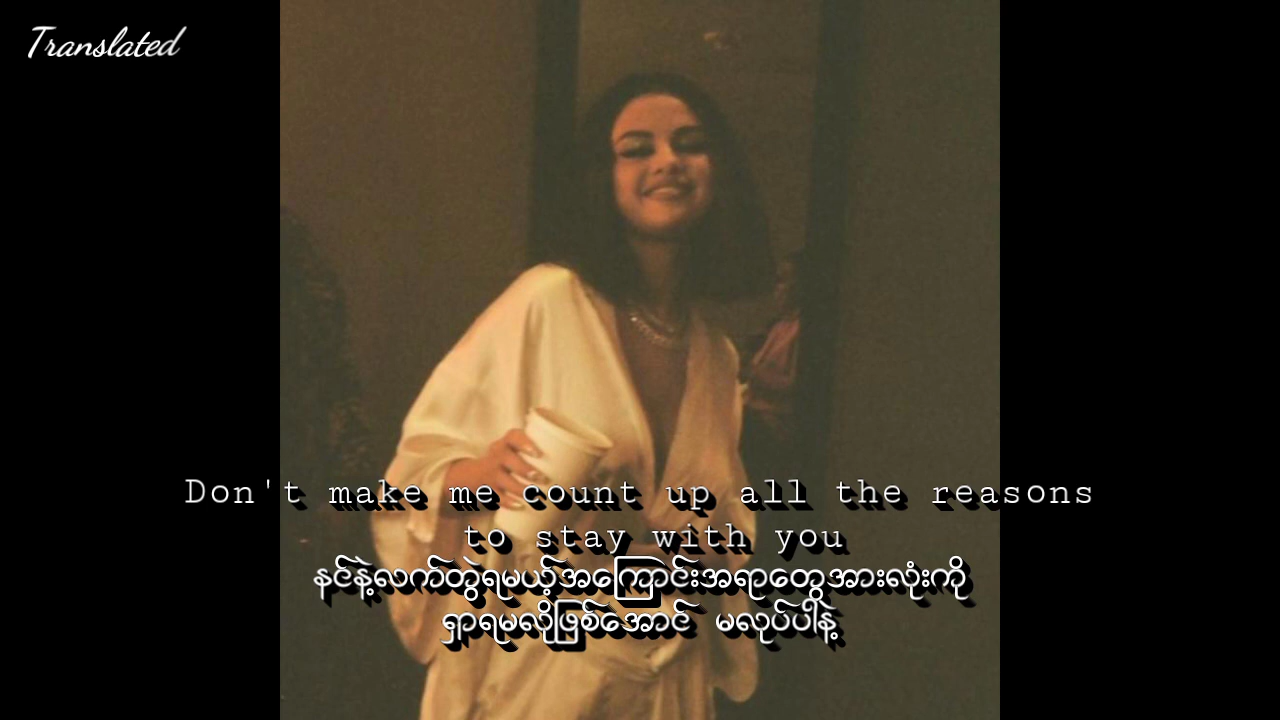 Translated
Don't make me count up all the reasons
to stay with you
နင်နဲ့လက်တွဲရမယ့်အကြောင်းအရာတွေအားလုံးကို
ရှာရမလိုဖြစ်အောင် မလုပ်ပါနဲ့